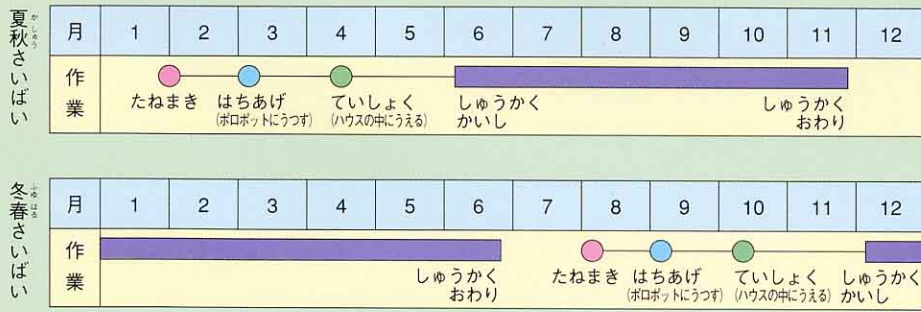 夏秋さいばい
かしゅう
月 1 2 3 4 5 6 7 8 9 10 11 12
作業
たねまき はちあげ ていしょく しゅうかく しゅうかく
(ポロポットにうつす) (ハウスの中にうえる) かいし おわり
冬春さいばい
ふゆはる
月 1 2 3 4 5 6 7 8 9 10 11 12
作業
しゅうかく たねまき はちあげ ていしょく しゅうかく
おわり (ポロポットにうつす) (ハウスの中にうえる) かいし